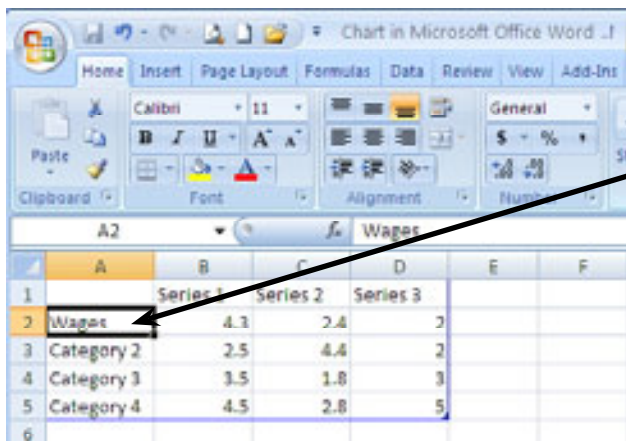 Chart in Microsoft Office Word
Home Insert Page Layout Formulas Data Review View Add-Ins
Calibri 11 General
B I U A A $ % ,
Paste
Clipboard Font Alignment Number
A2 fx Wages
A B C D E F
1 Series 1 Series 2 Series 3
2 Wages 4.3 2.4 2
3 Category 2 2.5 4.4 2
4 Category 3 3.5 1.8 3
5 Category 4 4.5 2.8 5
6